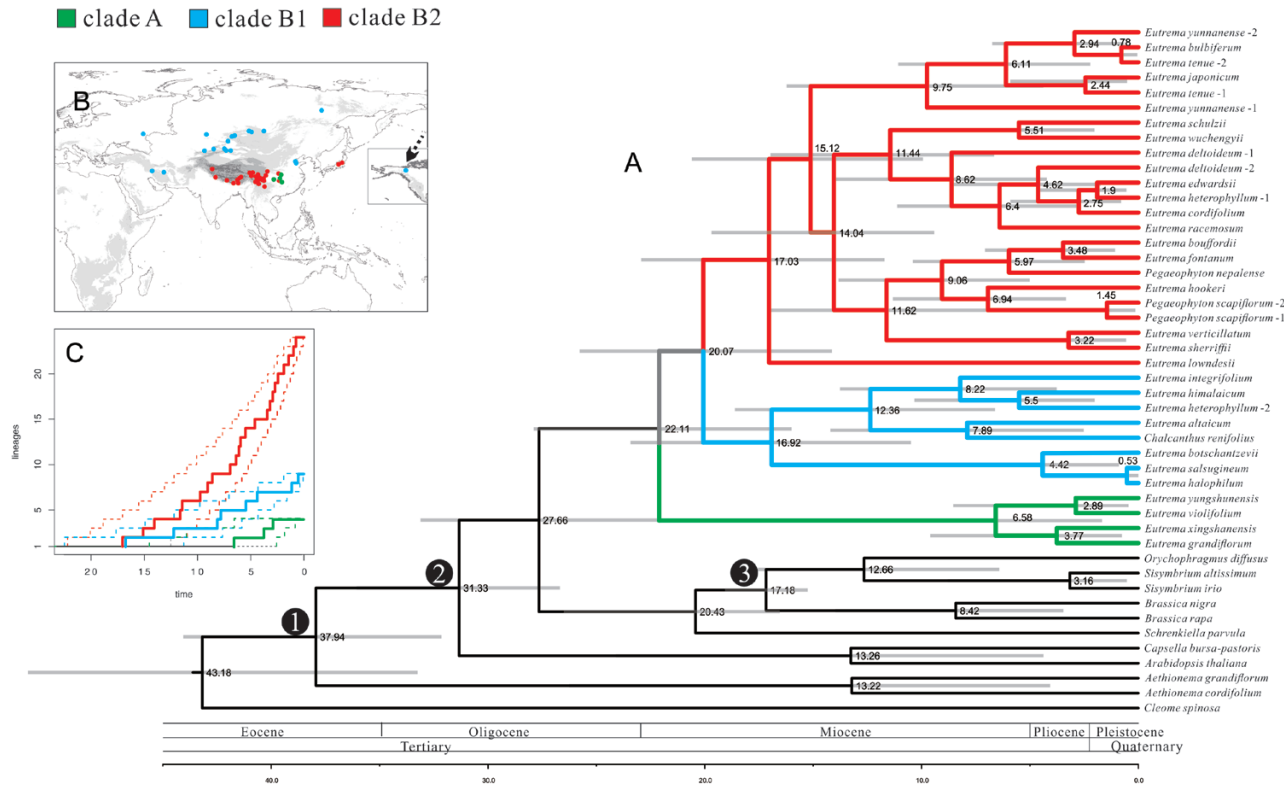 clade A clade B1 clade B2
B
A
C
lineages
20
15
10
5
1
20 15 10 5 0
time
Eutrema yunnanense -2
Eutrema bulbiferum
Eutrema tenue -2
Eutrema japonicum
Eutrema tenue -1
Eutrema yunnanense -1
Eutrema schulzii
Eutrema wuchengyii
Eutrema deltoideum -1
Eutrema deltoideum -2
Eutrema edwardsii
Eutrema heterophyllum -1
Eutrema cordifolium
Eutrema racemosum
Eutrema bouffordii
Eutrema fontanum
Pegaeophyton nepalense
Eutrema hookeri
Pegaeophyton scapiflorum -2
Pegaeophyton scapiflorum -1
Eutrema verticillatum
Eutrema sherriffii
Eutrema lowndesii
Eutrema integrifolium
Eutrema himalaicum
Eutrema heterophyllum -2
Eutrema altaicum
Chalcanthus renifolius
Eutrema botschantzevii
Eutrema salsugineum
Eutrema halophilum
Eutrema yungshunensis
Eutrema violifolium
Eutrema xingshanensis
Eutrema grandiflorum
Orychophragmus diffusus
Sisymbrium altissimum
Sisymbrium irio
Brassica nigra
Brassica rapa
Schrenkiella parvula
Capsella bursa-pastoris
Arabidopsis thaliana
Aethionema grandiflorum
Aethionema cordifolium
Cleome spinosa
2.94
0.78
6.11
2.44
9.75
15.12
5.51
11.44
8.62
4.62
1.9
2.75
6.4
14.04
3.48
5.97
9.06
6.94
1.45
11.62
3.22
17.03
20.07
8.22
5.5
12.36
7.89
16.92
4.42
0.53
22.11
2.89
6.58
3.77
27.66
12.66
3.16
3
17.18
8.42
20.43
2
31.33
13.26
1
37.94
13.22
43.18
Eocene Oligocene Miocene Pliocene Pleistocene
Tertiary Quaternary
40.0 30.0 20.0 10.0 0.0